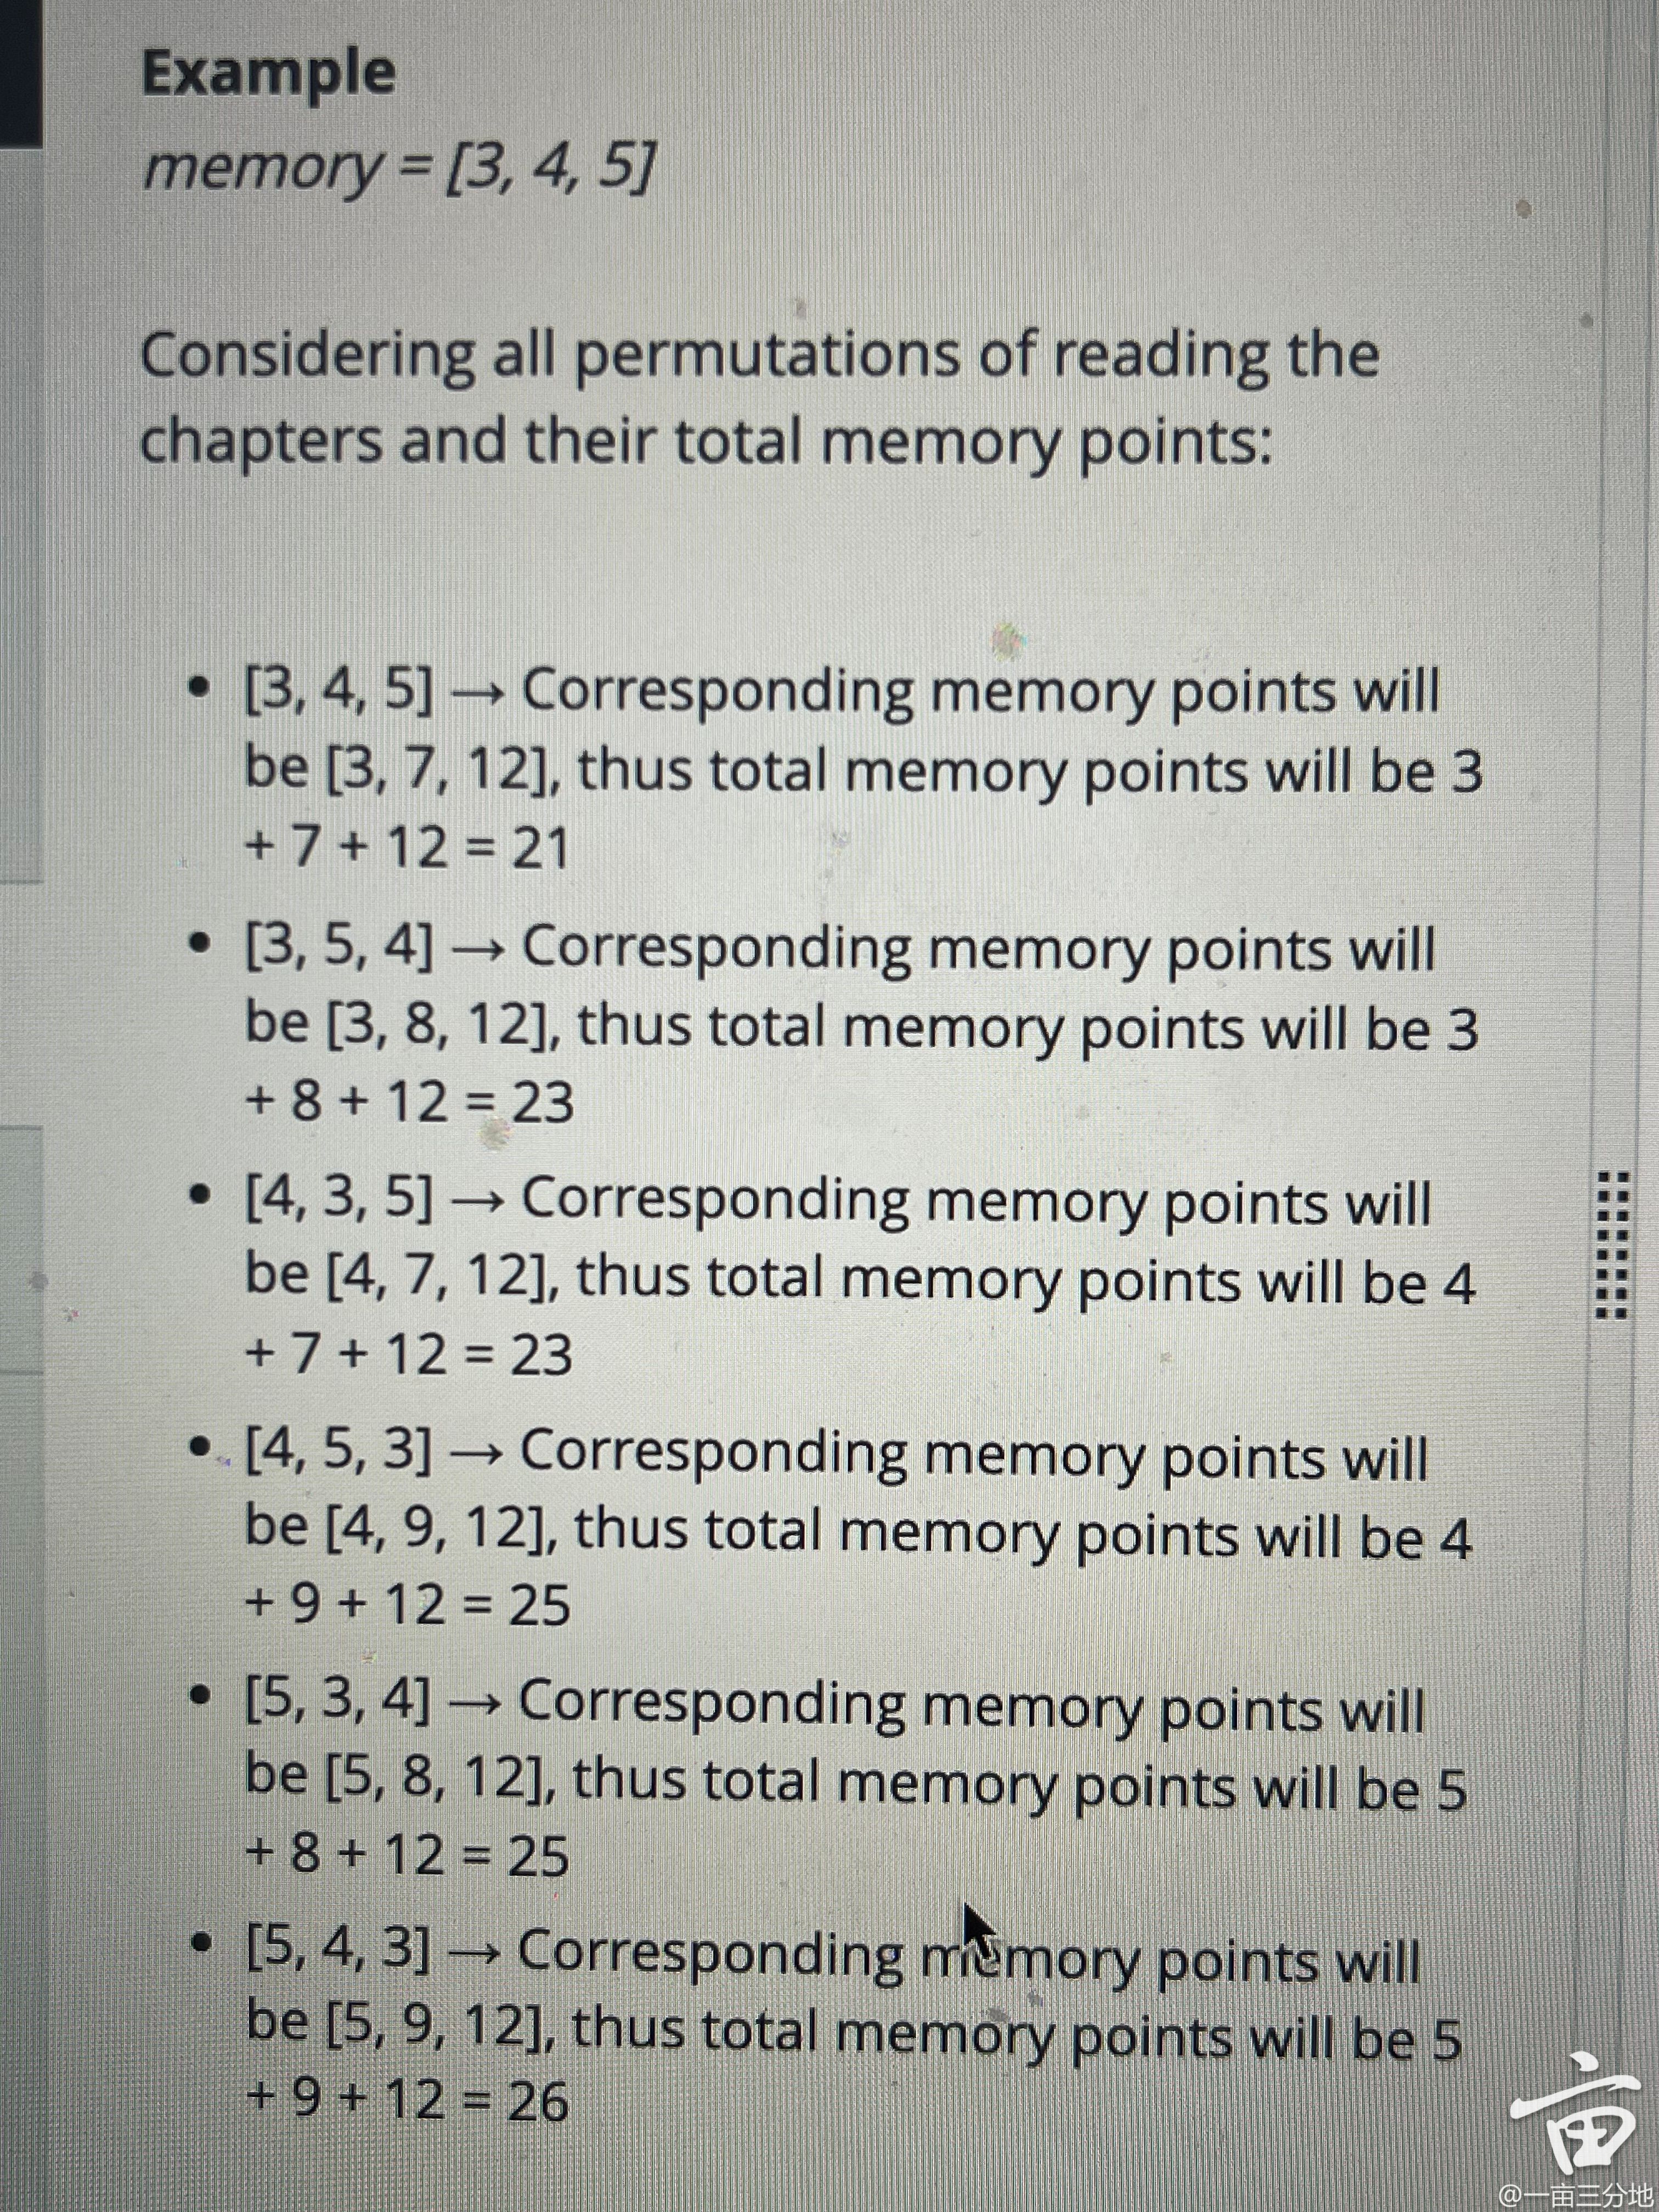 Example
memory = [3, 4, 5]
Considering all permutations of reading the
chapters and their total memory points:
• [3, 4, 5] → Corresponding memory points will
be [3, 7, 12], thus total memory points will be 3
+ 7 + 12 = 21
• [3, 5, 4] → Corresponding memory points will
be [3, 8, 12], thus total memory points will be 3
+ 8 + 12 = 23
• [4, 3, 5] → Corresponding memory points will
be [4, 7, 12], thus total memory points will be 4
+ 7 + 12 = 23
• [4, 5, 3] → Corresponding memory points will
be [4, 9, 12], thus total memory points will be 4
+ 9 + 12 = 25
• [5, 3, 4] → Corresponding memory points will
be [5, 8, 12], thus total memory points will be 5
+ 8 + 12 = 25
• [5, 4, 3] → Corresponding memory points will
be [5, 9, 12], thus total memory points will be 5
+ 9 + 12 = 26
亩
@一亩三分地